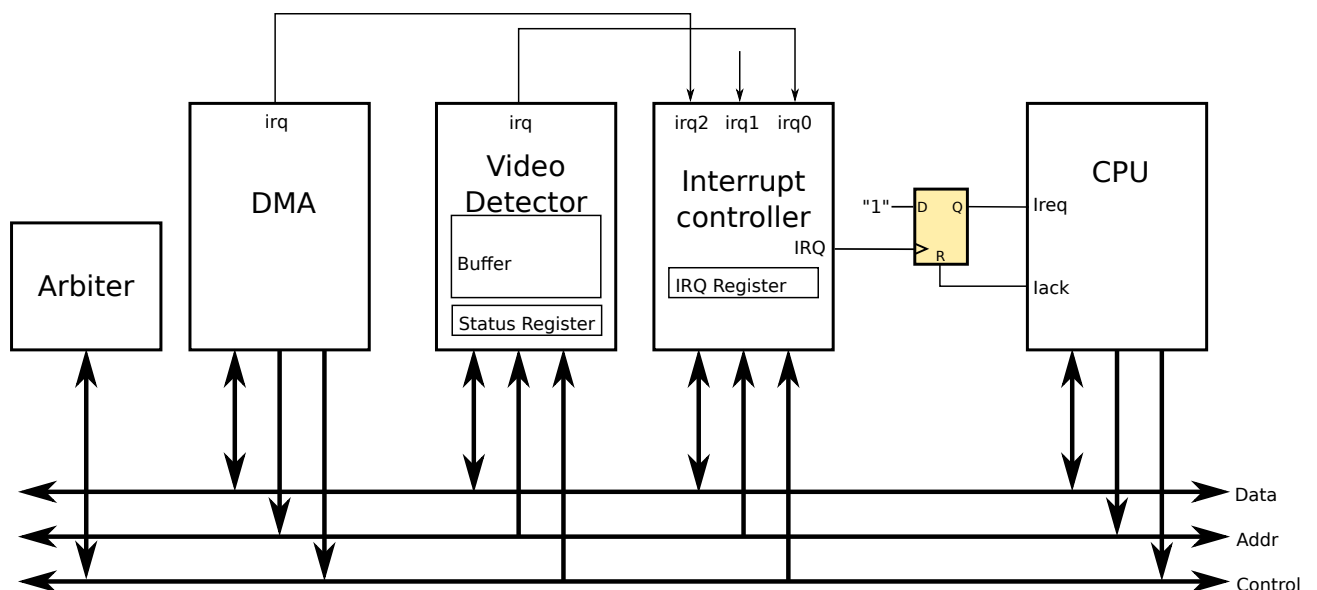 irq
irq
irq2 irq1 irq0
DMA
Video
Detector
Interrupt
controller
CPU
"1"
D
Q
R
Ireq
Iack
IRQ
Arbiter
Buffer
Status Register
IRQ Register
Data
Addr
Control